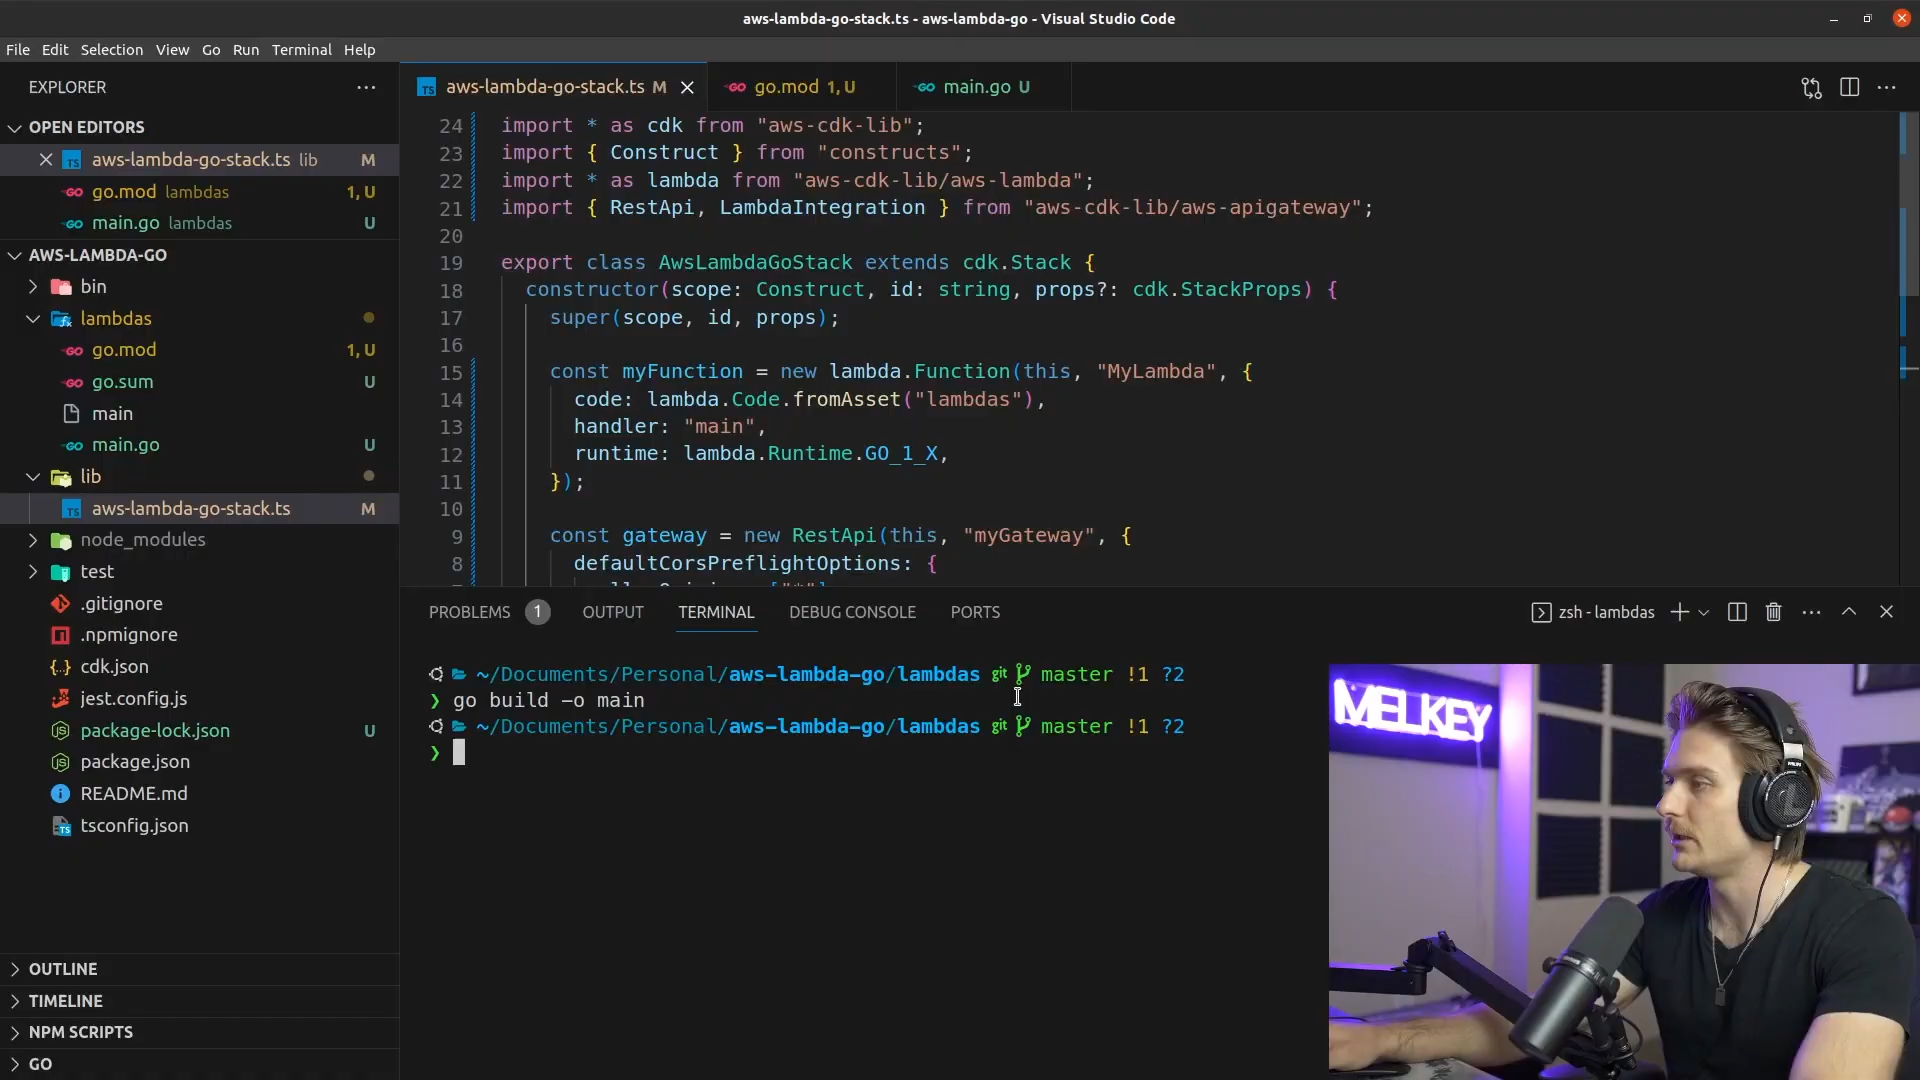 aws-lambda-go-stack.ts - aws-lambda-go - Visual Studio Code
File Edit Selection View Go Run Terminal Help
EXPLORER
OPEN EDITORS
aws-lambda-go-stack.ts lib M
go.mod lambdas 1, U
main.go lambdas U
AWS-LAMBDA-GO
bin
lambdas
go.mod 1, U
go.sum U
main
main.go U
lib
aws-lambda-go-stack.ts M
node_modules
test
.gitignore
.npmignore
cdk.json
jest.config.js
package-lock.json U
package.json
README.md
tsconfig.json
OUTLINE
TIMELINE
NPM SCRIPTS
GO
aws-lambda-go-stack.ts M
go.mod 1, U
main.go U
24 import * as cdk from "aws-cdk-lib";
23 import { Construct } from "constructs";
22 import * as lambda from "aws-cdk-lib/aws-lambda";
21 import { RestApi, LambdaIntegration } from "aws-cdk-lib/aws-apigateway";
20
19 export class AwsLambdaGoStack extends cdk.Stack {
18 constructor(scope: Construct, id: string, props?: cdk.StackProps) {
17 super(scope, id, props);
16
15 const myFunction = new lambda.Function(this, "MyLambda", {
14 code: lambda.Code.fromAsset("lambdas"),
13 handler: "main",
12 runtime: lambda.Runtime.GO_1_X,
11 });
10
9 const gateway = new RestApi(this, "myGateway", {
8 defaultCorsPreflightOptions: {
PROBLEMS 1 OUTPUT TERMINAL DEBUG CONSOLE PORTS
zsh - lambdas
~/Documents/Personal/aws-lambda-go/lambdas git master !1 ?2
❯ go build -o main
~/Documents/Personal/aws-lambda-go/lambdas git master !1 ?2
❯
MELKEY